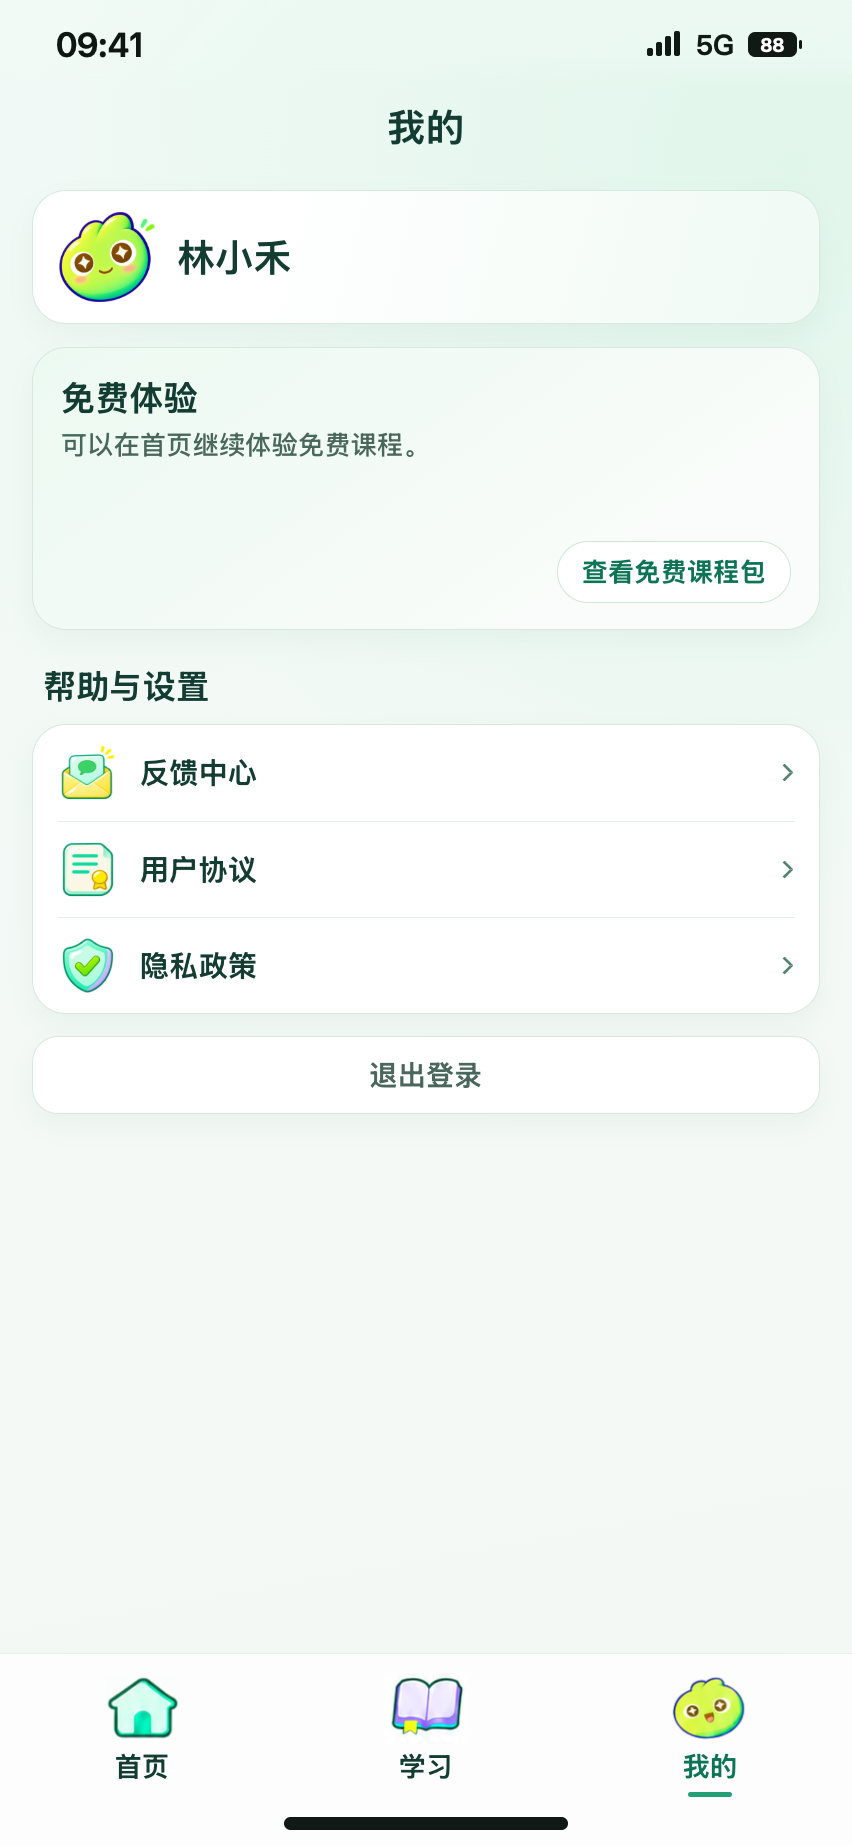 09:41
5G
88
我的
林小禾
免费体验
可以在首页继续体验免费课程。
查看免费课程包
帮助与设置
反馈中心
用户协议
隐私政策
退出登录
首页
学习
我的